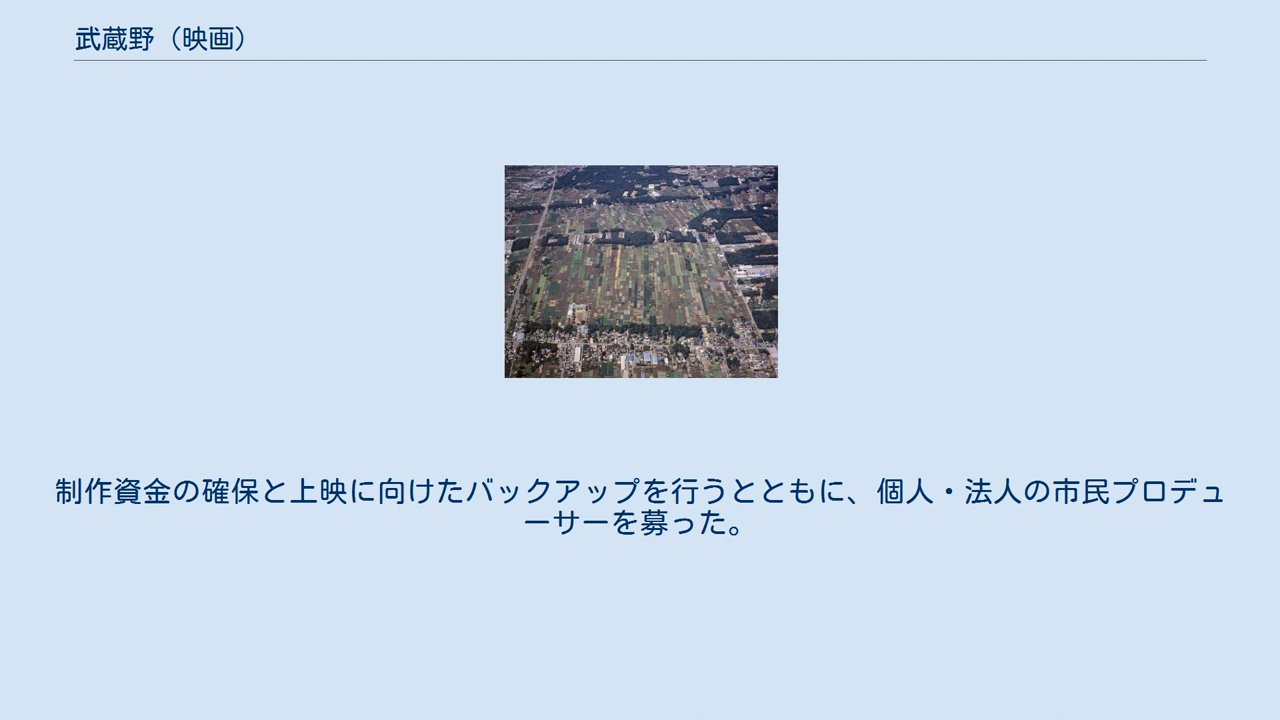 武蔵野（映画）
制作資金の確保と上映に向けたバックアップを行うとともに、個人・法人の市民プロデュ
ーサーを募った。